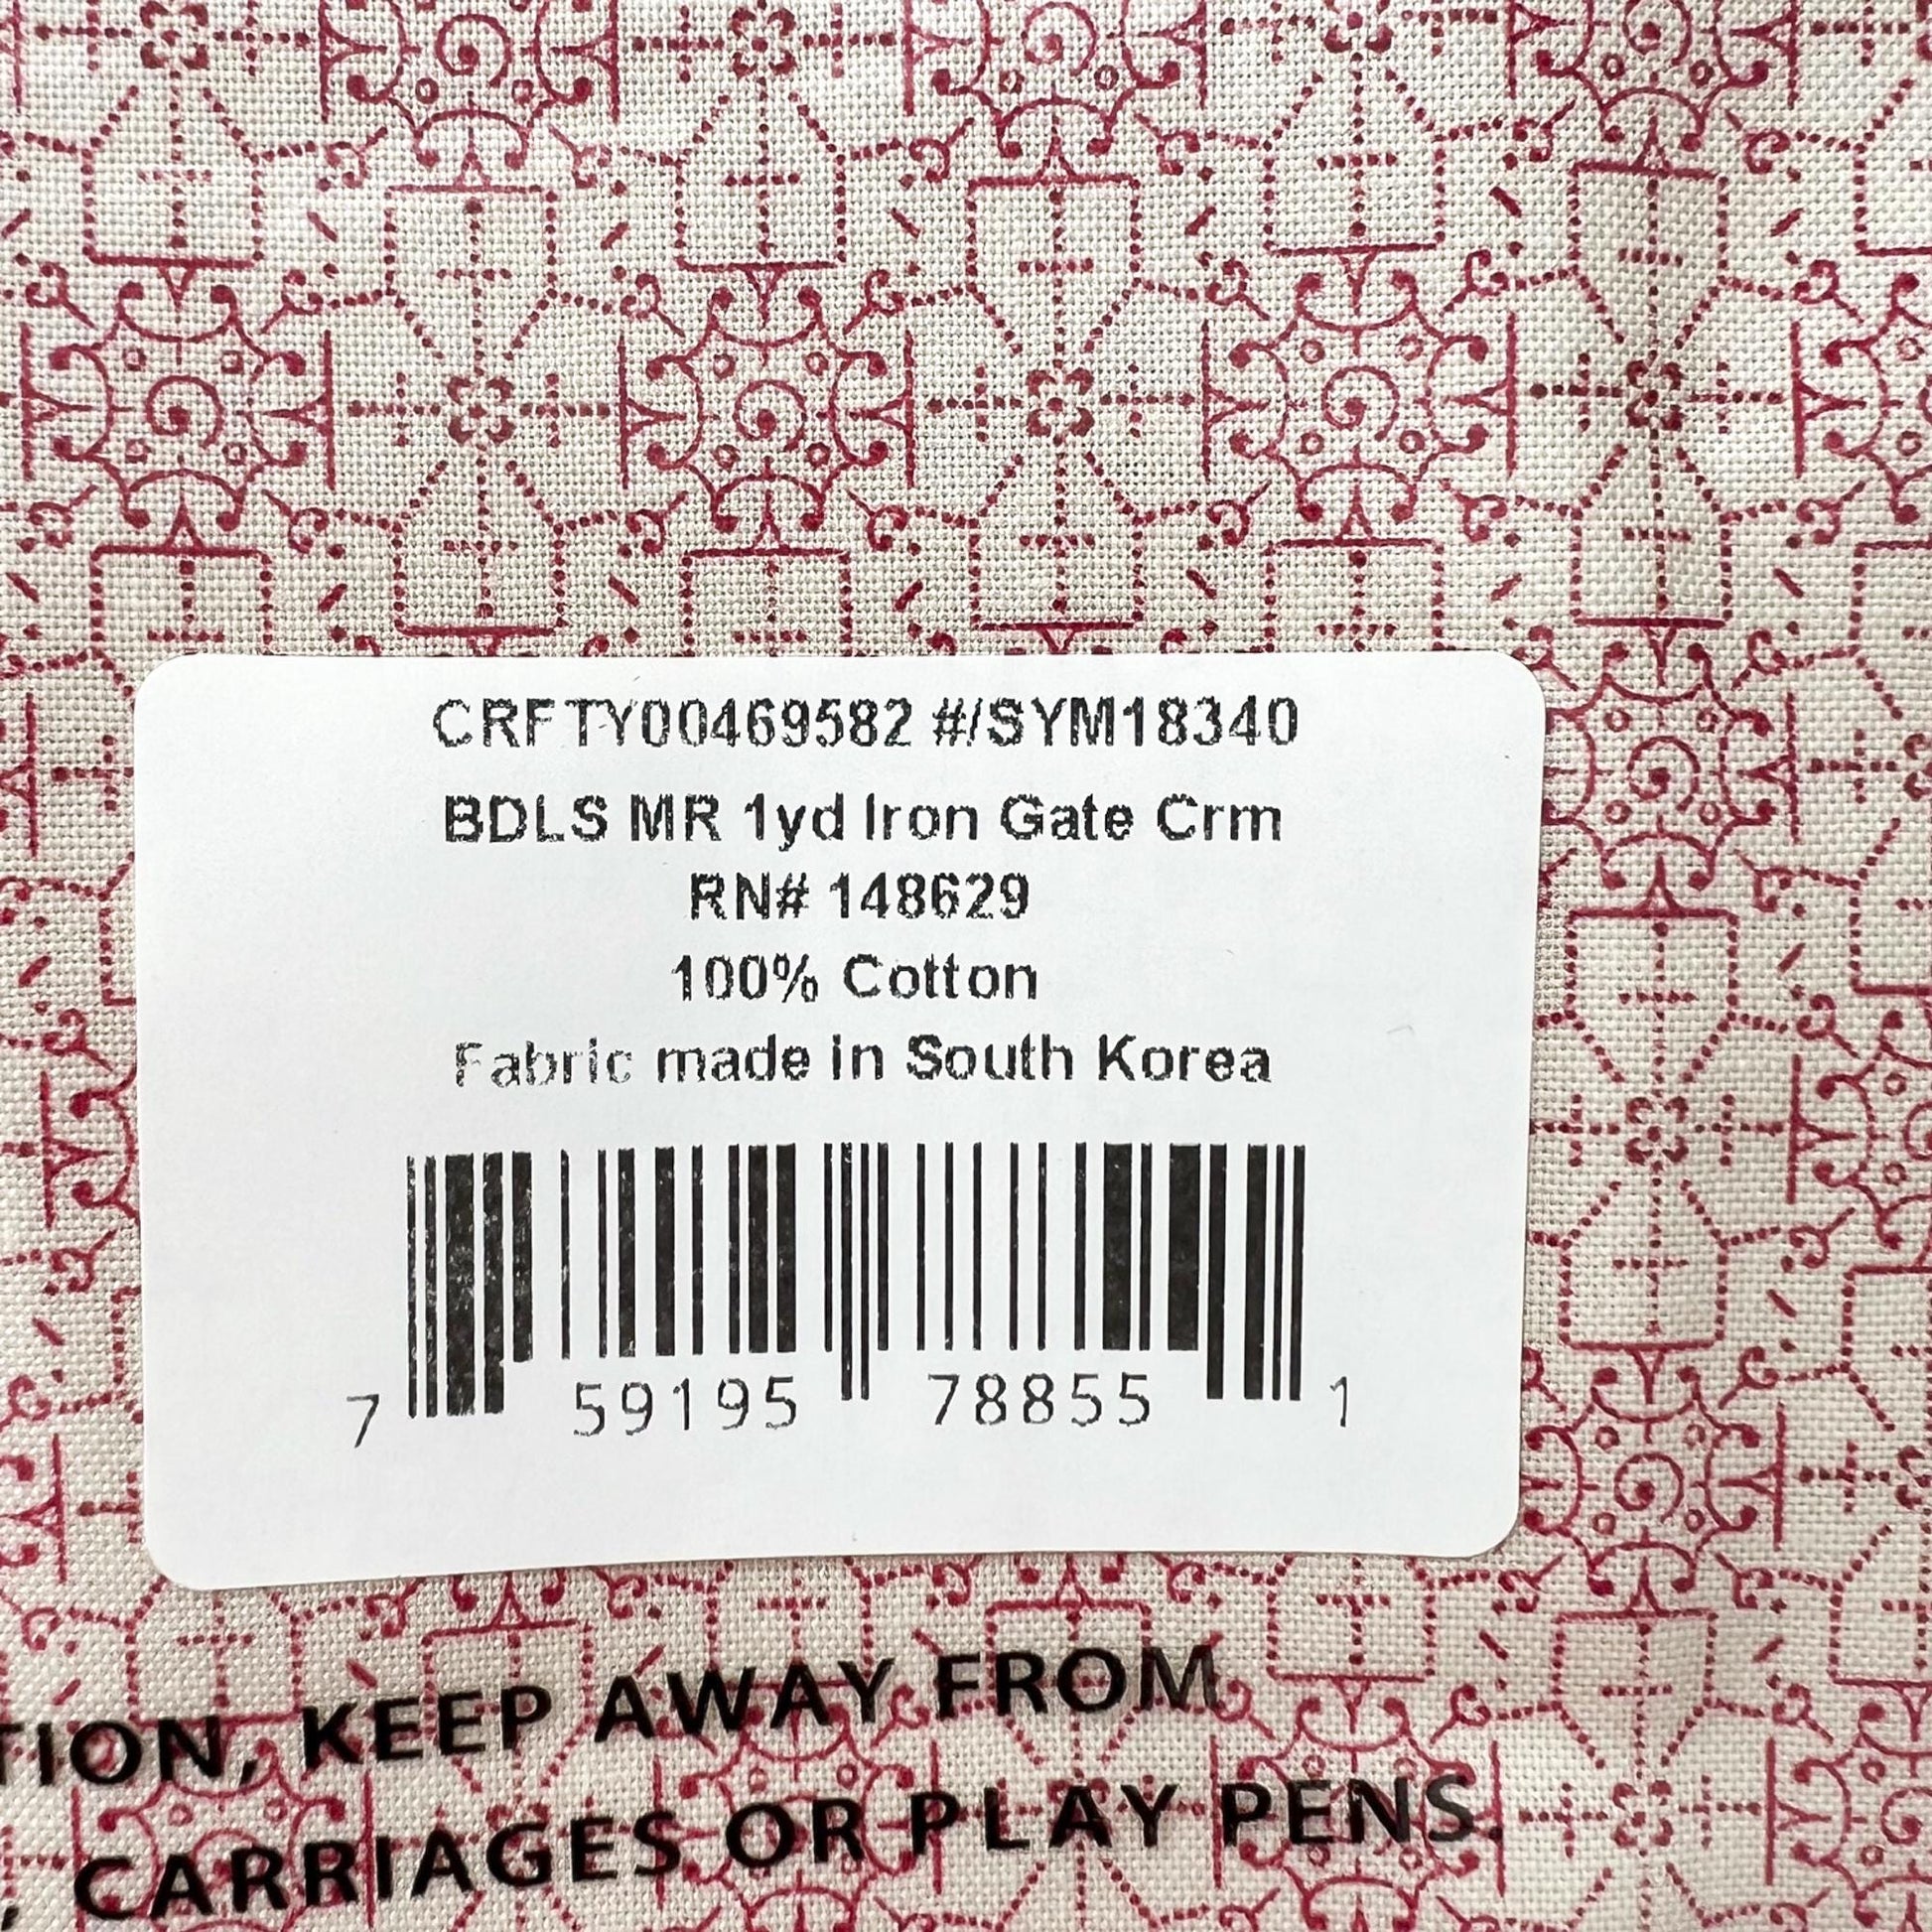 CRFTY00469582 #/SYM18340
BDLS MR 1yd Iron Gate Crm
RN# 148629
100% Cotton
Fabric made in South Korea
7 59195 78855 1
TION, KEEP AWAY FROM
, CARRIAGES OR PLAY PENS.